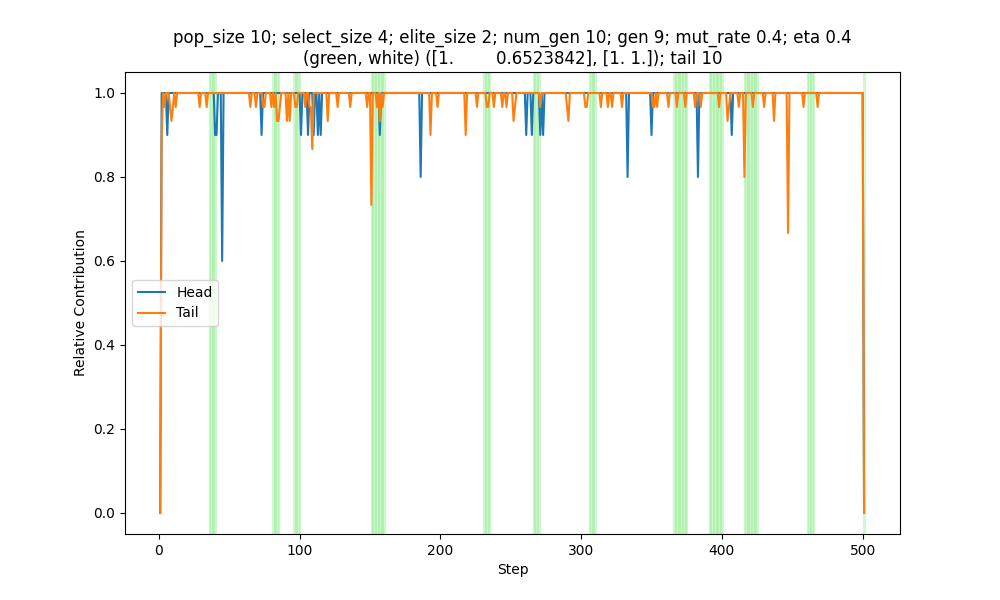 pop_size 10; select_size 4; elite_size 2; num_gen 10; gen 9; mut_rate 0.4; eta 0.4
(green, white) ([1.        0.6523842], [1. 1.]); tail 10
1.0
0.8
0.6
0.4
0.2
0.0
Relative Contribution
Head
Tail
0 100 200 300 400 500
Step